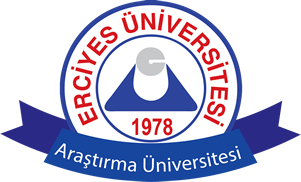 ERCİYES ÜNİVERSİTESİ
1978
Araştırma Üniversitesi